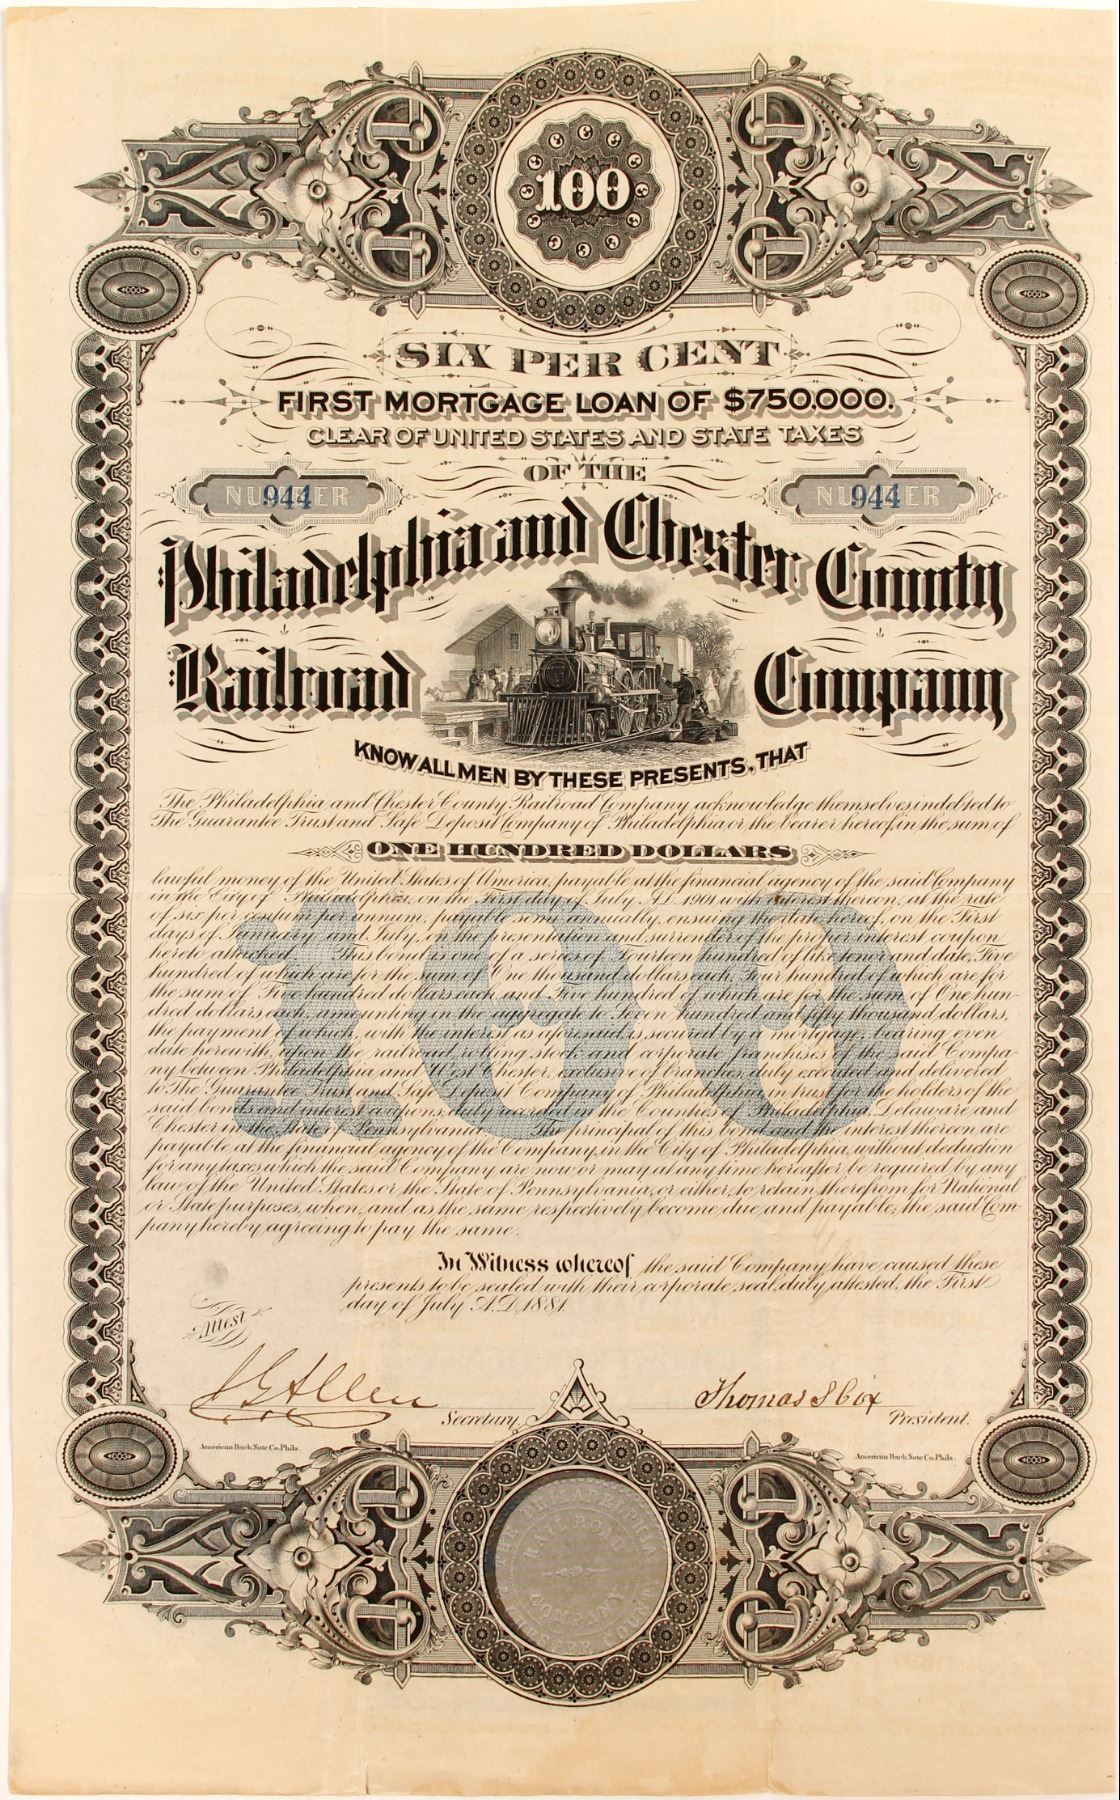 100
SIX PER CENT
FIRST MORTGAGE LOAN OF $750,000.
CLEAR OF UNITED STATES AND STATE TAXES
OF THE
NUMBER 944 NUMBER 944
Philadelphia and Chester County
Railroad Company
KNOW ALL MEN BY THESE PRESENTS, THAT
The Philadelphia and Chester County Railroad Company acknowledge themselves indebted to
The Guarantee Trust and Safe Deposit Company of Philadelphia or the bearer hereof, in the sum of
ONE HUNDRED DOLLARS
100
lawful money of the United States of America, payable at the financial agency of the said Company
in the City of Philadelphia, on the First day of July A.D. 1901 with interest thereon, at the rate
of six per centum per annum, payable semi annually, ensuing the date hereof, on the First
days of January and July, on the presentation and surrender of the proper interest coupon
hereto attached. This bond is one of a series of Fourteen hundred of like tenor and date, Five
hundred of which are for the sum of One thousand dollars each, Four hundred of which are for
the sum of Five hundred dollars each and Five hundred of which are for the sum of One hun-
dred dollars each, amounting in the aggregate to Seven hundred and fifty thousand dollars,
the payment of which, with the interest as aforesaid is secured by a mortgage, bearing even
date herewith, upon the railroad rolling stock and corporate franchises of the said Compa-
ny between Philadelphia and West Chester, exclusive of branches, duly executed and delivered
to The Guarantee Trust and Safe Deposit Company of Philadelphia in trust for the holders of the
said bonds and interest coupons, duly recorded in the Counties of Philadelphia, Delaware and
Chester in the State of Pennsylvania. The principal of this bond and the interest thereon are
payable at the financial agency of the Company, in the City of Philadelphia, without deduction
for any taxes which the said Company are now or may at any time hereafter be required by any
law of the United States or the State of Pennsylvania, or either, to retain therefrom for National
or State purposes, when, and as the same respectively become due and payable, the said Com-
pany hereby agreeing to pay the same.
In Witness whereof the said Company have caused these
presents to be sealed with their corporate seal, duly attested, the First
day of July A.D. 1881.
Attest
J G Allen Secretary. Thomas S Cox President.
American Bank Note Co. Phila. American Bank Note Co. Phila.
THE PHILADELPHIA
RAILROAD
COMPANY